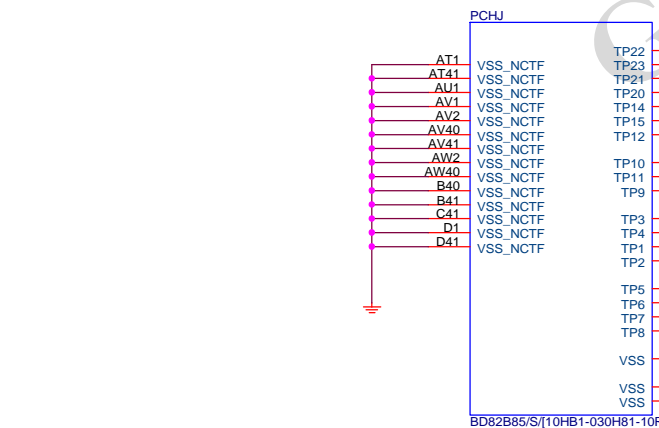 PCHJ
TP22
AT1 VSS_NCTF TP23
AT41 VSS_NCTF TP21
AU1 VSS_NCTF TP20
AV1 VSS_NCTF TP14
AV2 VSS_NCTF TP15
AV40 VSS_NCTF TP12
AV41 VSS_NCTF
AW2 VSS_NCTF TP10
AW40 VSS_NCTF TP11
B40 VSS_NCTF TP9
B41 VSS_NCTF
C41 VSS_NCTF TP3
D1 VSS_NCTF TP4
D41 VSS_NCTF TP1
TP2
TP5
TP6
TP7
TP8
VSS
VSS
VSS
BD82B85/S/[10HB1-030H81-10